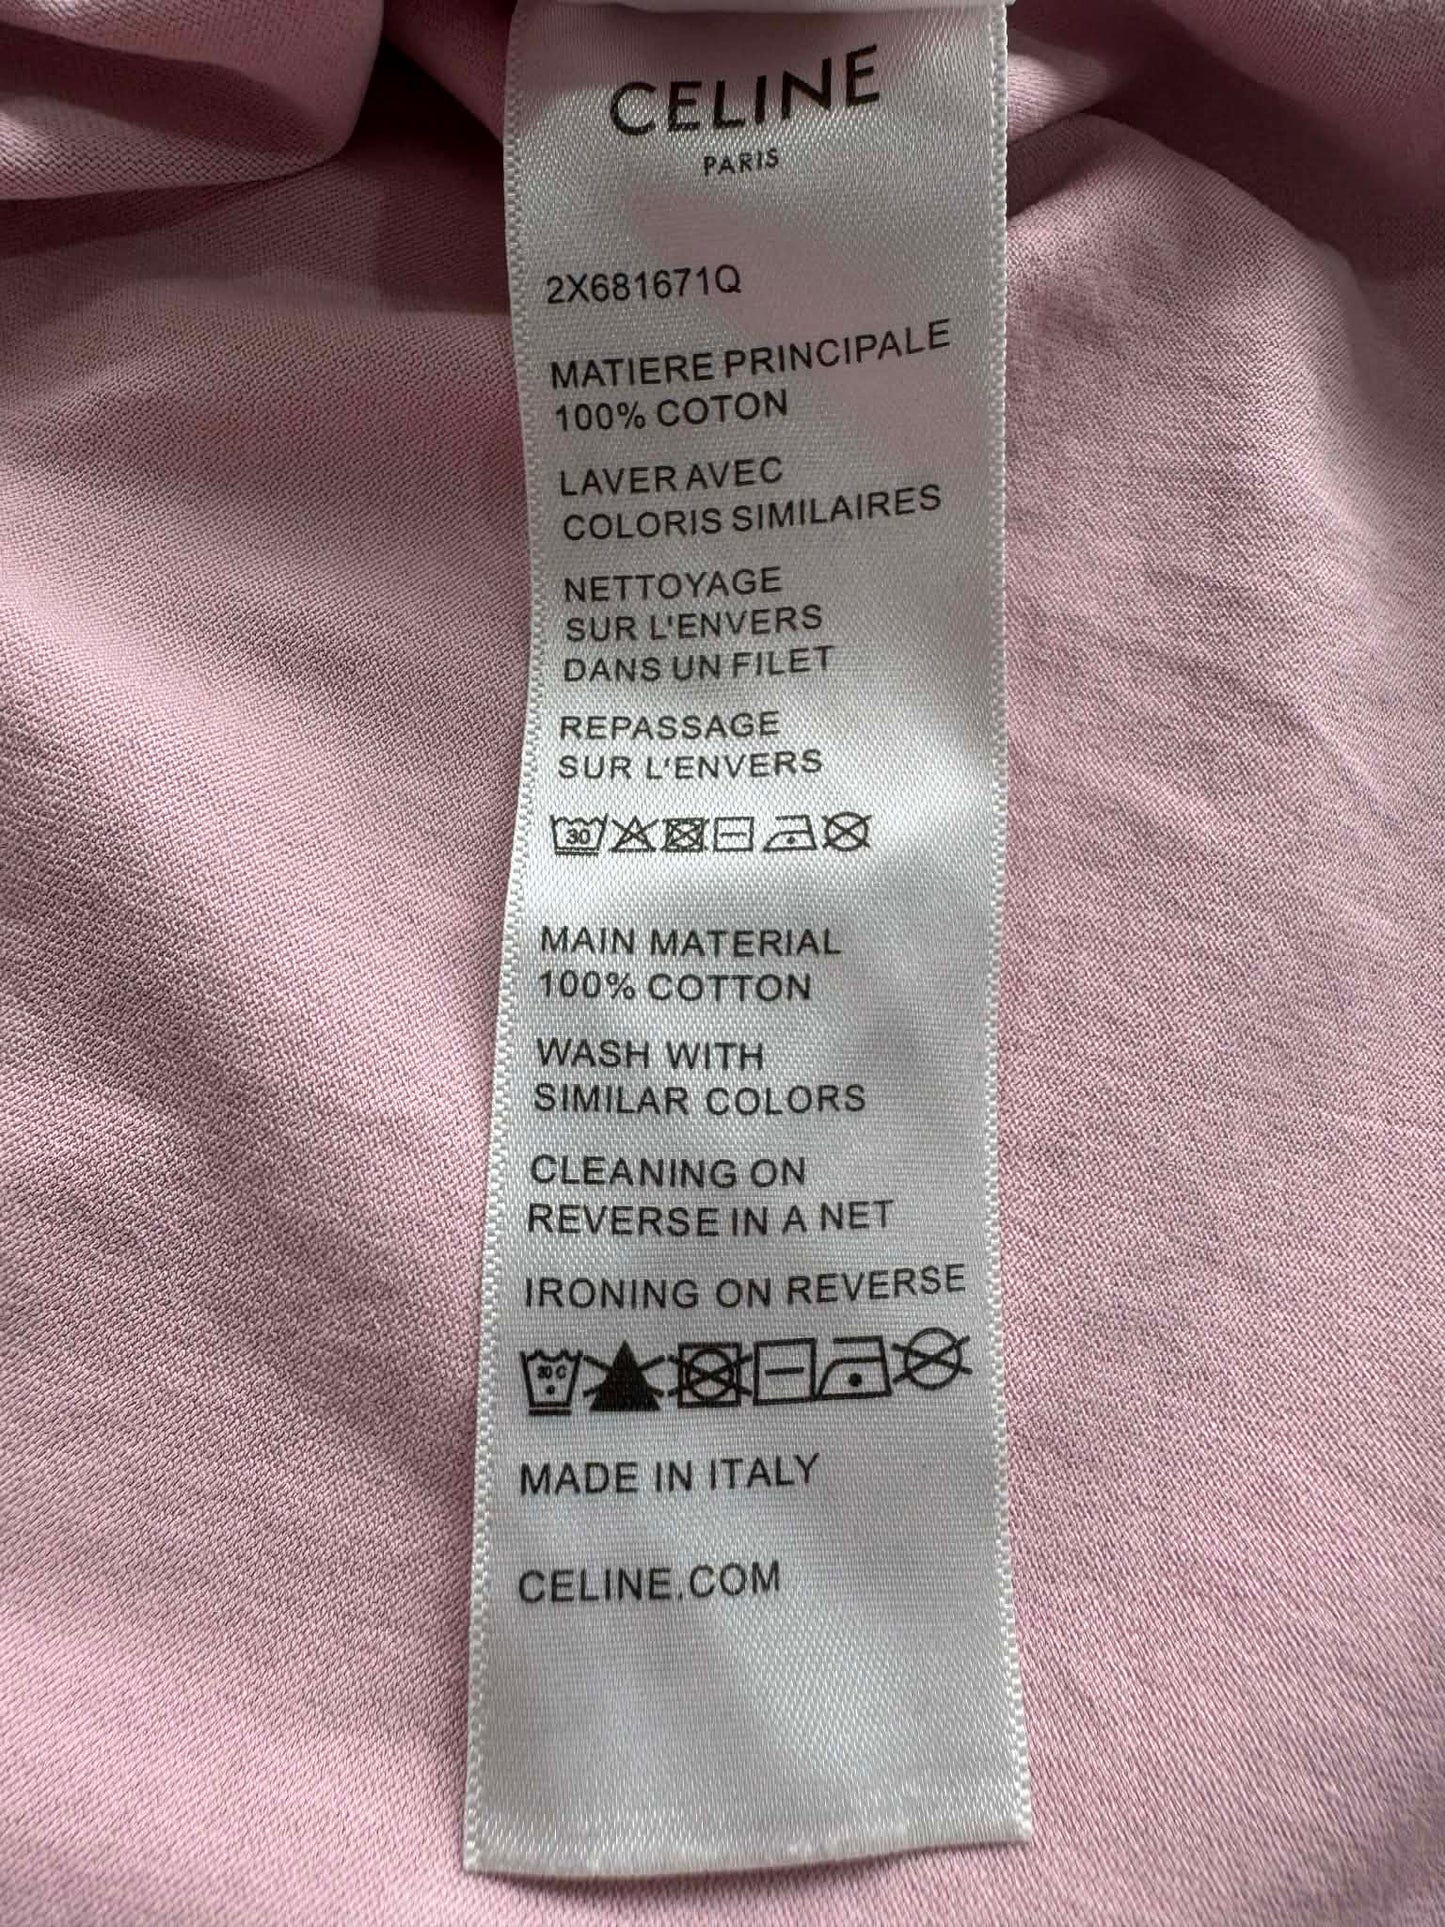 CELINE
PARIS
2X681671Q
MATIERE PRINCIPALE
100% COTON
LAVER AVEC
COLORIS SIMILAIRES
NETTOYAGE
SUR L'ENVERS
DANS UN FILET
REPASSAGE
SUR L'ENVERS
30
MAIN MATERIAL
100% COTTON
WASH WITH
SIMILAR COLORS
CLEANING ON
REVERSE IN A NET
IRONING ON REVERSE
30 C
MADE IN ITALY
CELINE.COM